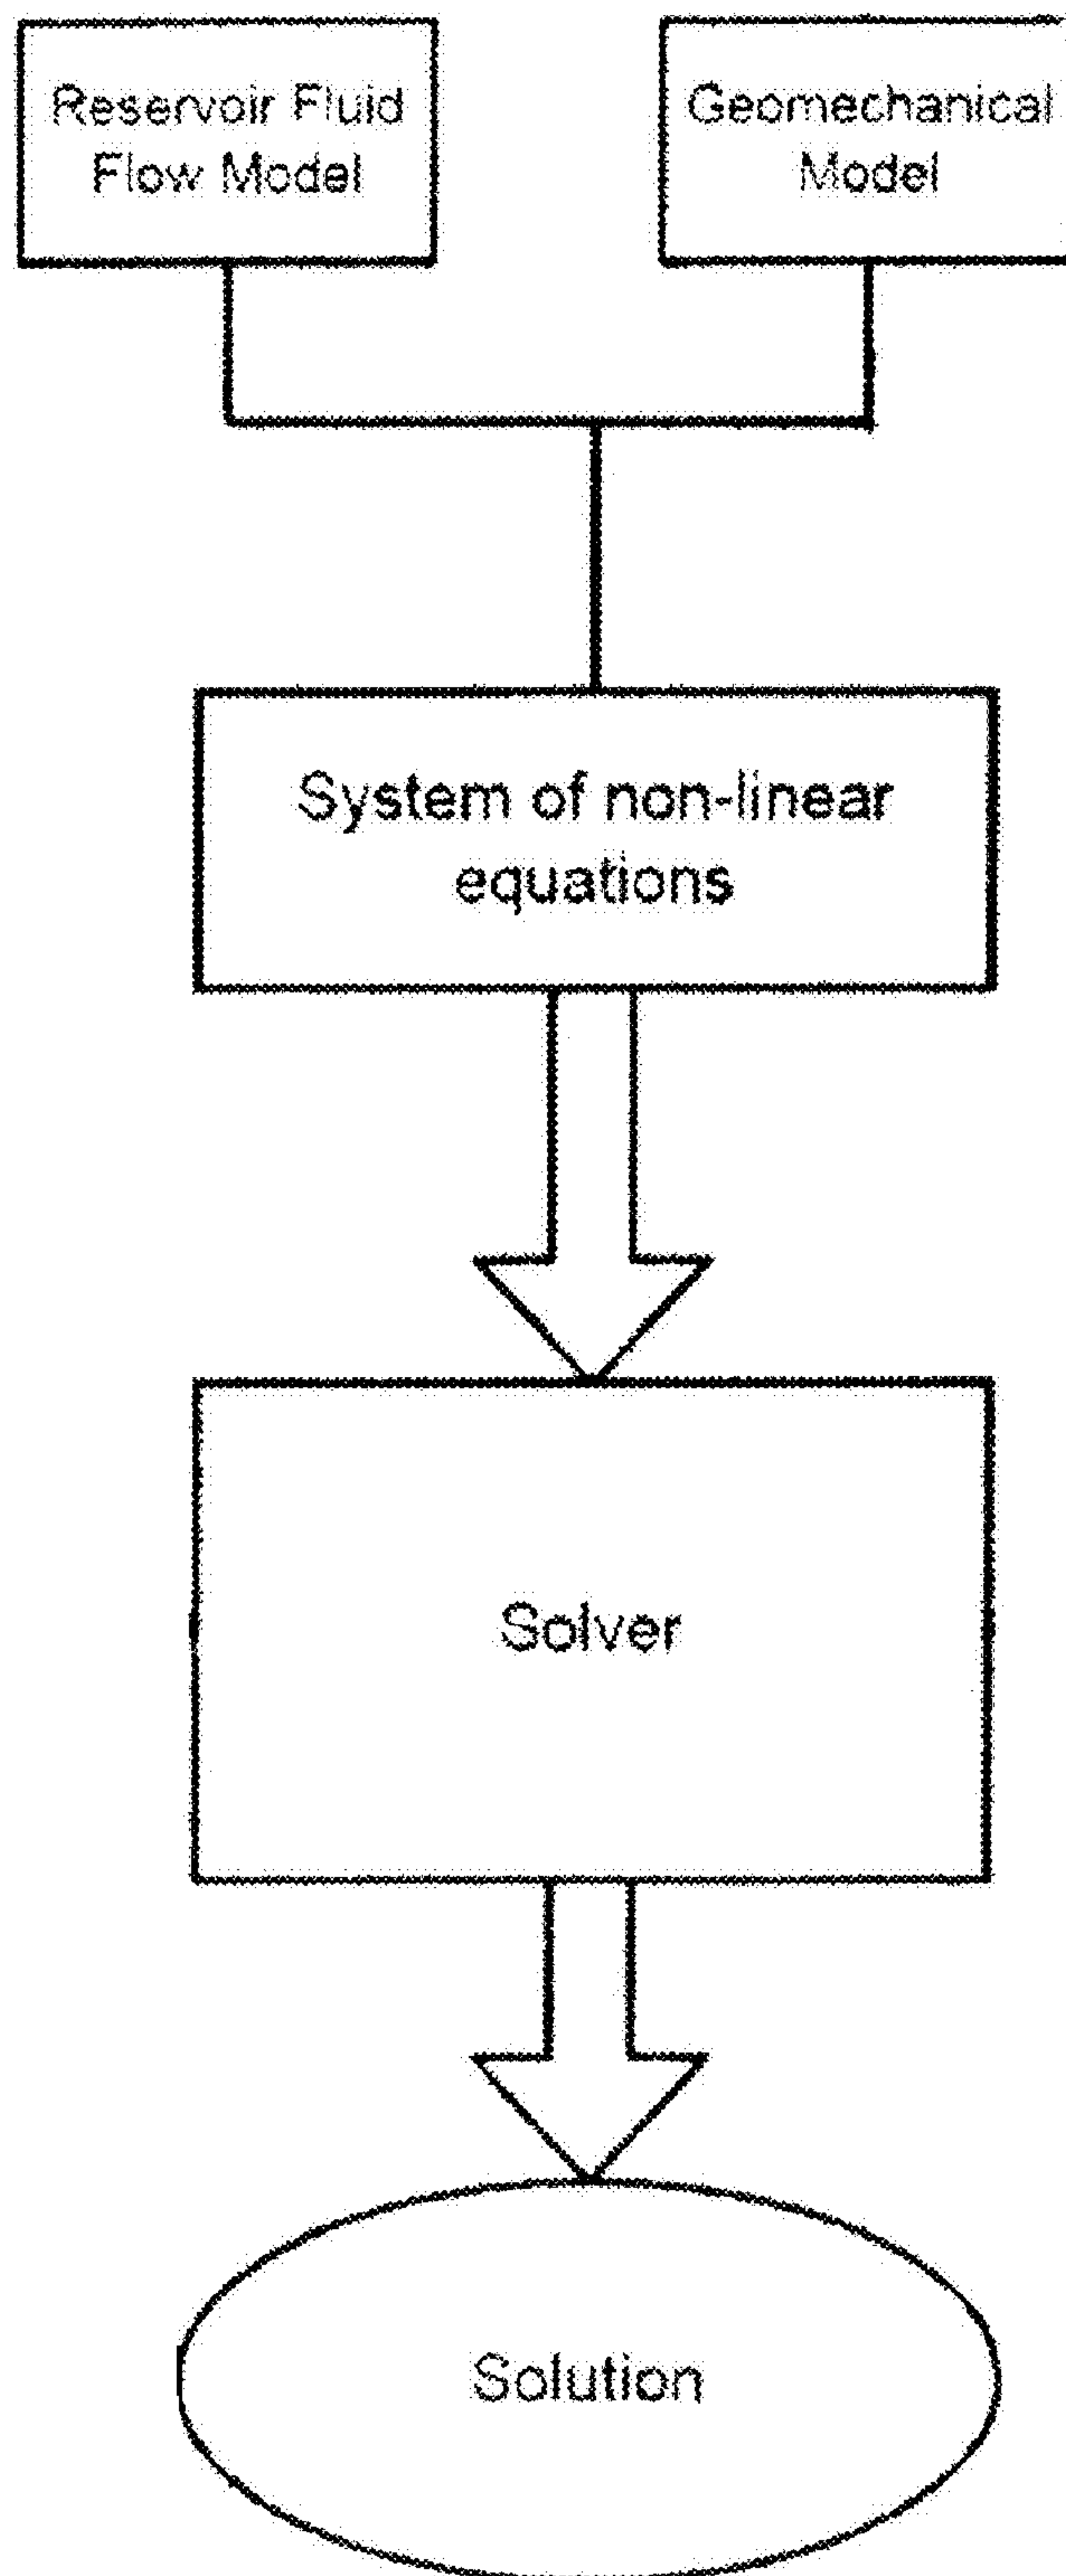 Reservoir Fluid
Flow Model
Geomechanical
Model
System of non-linear
equations
Solver
Solution